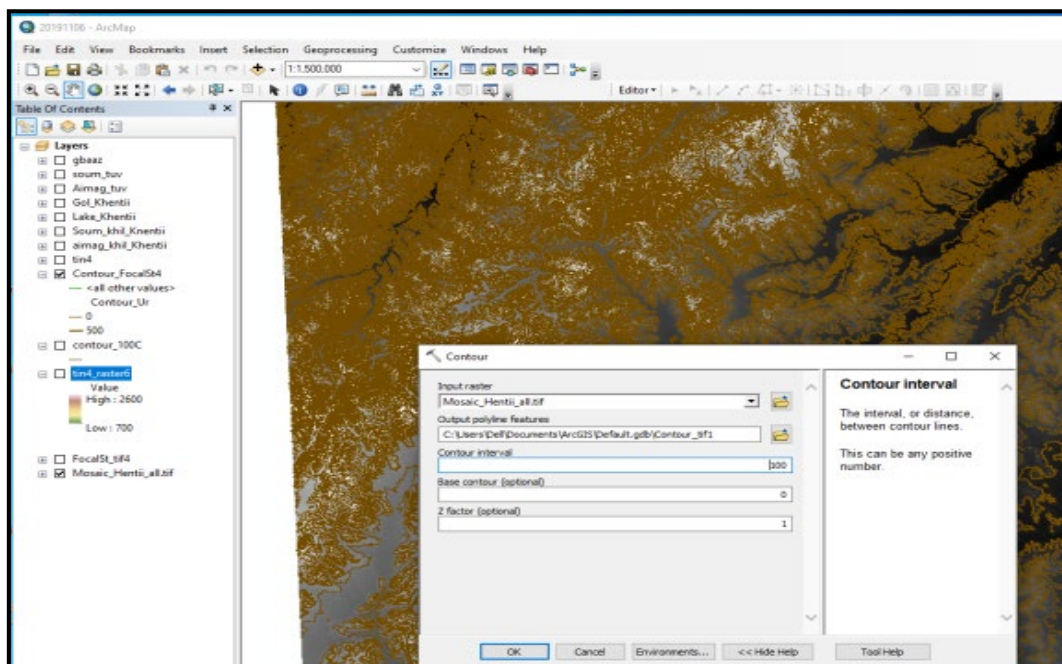 20191106 - ArcMap
File Edit View Bookmarks Insert Selection Geoprocessing Customize Windows Help
1:1.500.000
Editor
Table Of Contents
Layers
gbaaz
soum_tuv
Aimag_tuv
Gol_Khentii
Lake_Khentii
Soum_khil_Knentii
aimag_khil_Khentii
tin4
Contour_FocalSt4
<all other values>
Contour_Ur
0
500
contour_100C
tin4_raster6
Value
High : 2600
Low : 700
FocalSt_tif4
Mosaic_Hentii_all.tif
Contour
Input raster
Mosaic_Hentii_all.tif
Output polyline features
C:\Users\Dell\Documents\ArcGIS\Default.gdb\Contour_tif1
Contour interval
100
Base contour (optional)
0
Z factor (optional)
1
OK Cancel Environments... << Hide Help Tool Help
Contour interval
The interval, or distance,
between contour lines.
This can be any positive
number.